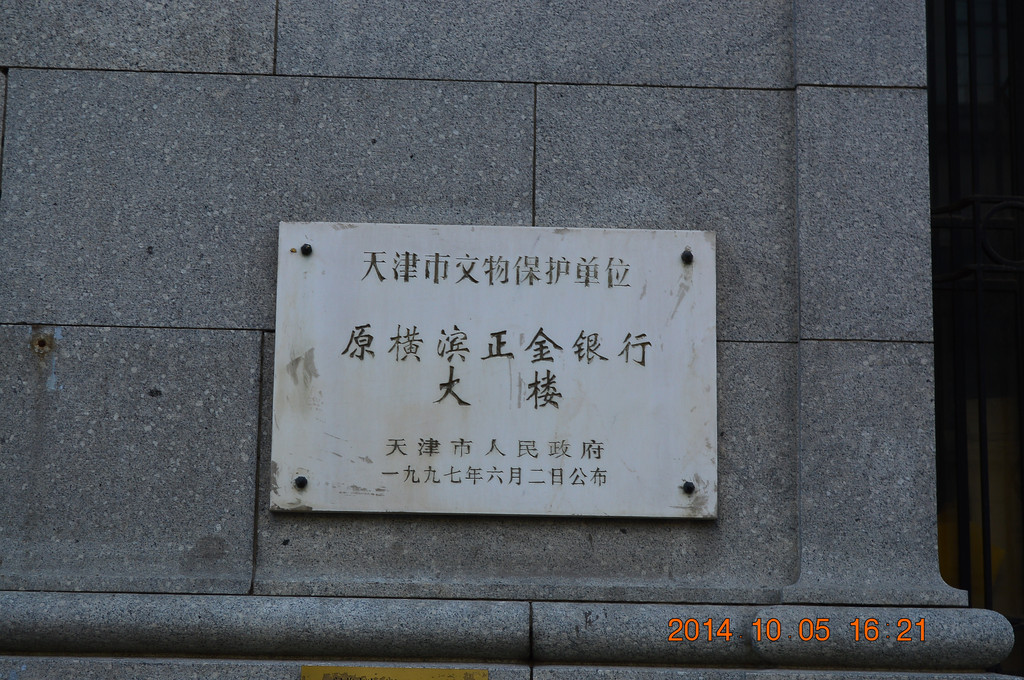 天津市文物保护单位
原横滨正金银行
大楼
天津市人民政府
一九九七年六月二日公布
2014 10 05 16 21